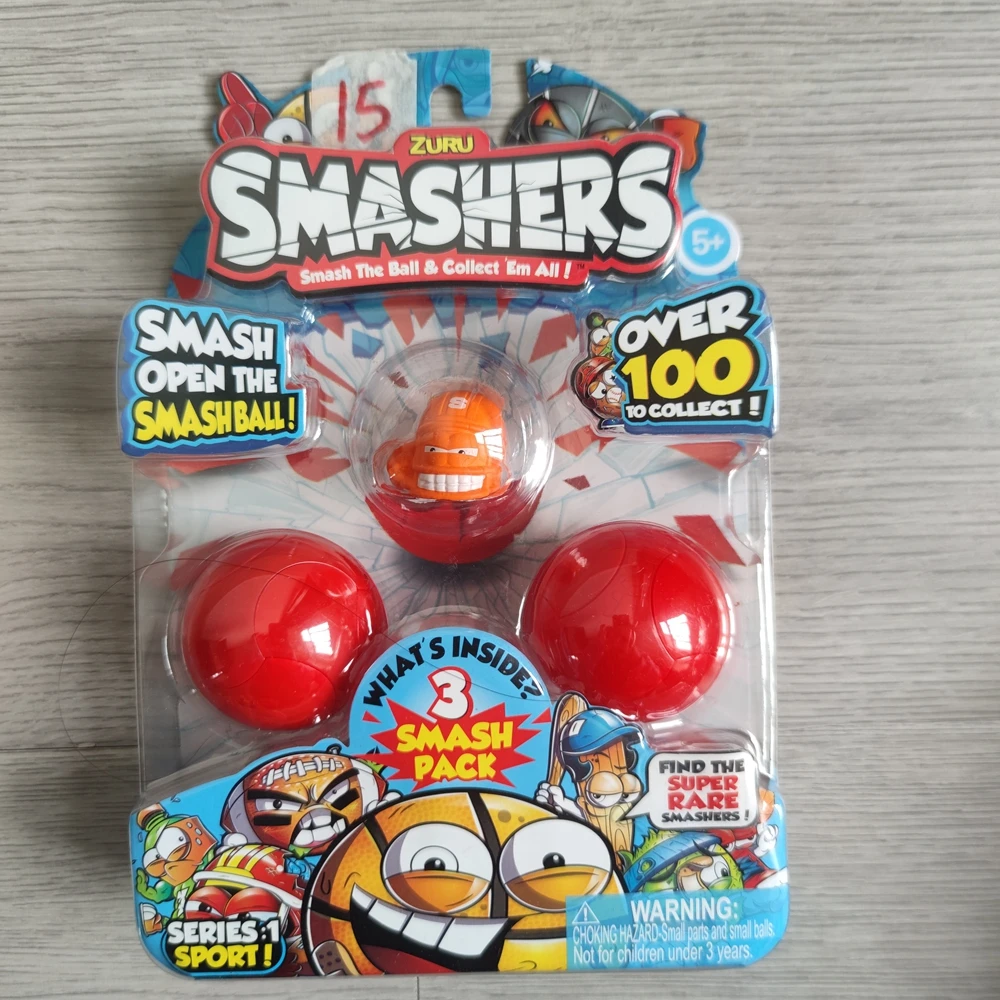 15
ZURU
SMASHERS
Smash The Ball & Collect 'Em All! ™
5+
SMASH
OPEN THE
SMASHBALL!
OVER
100
TO COLLECT!
S
WHAT'S INSIDE?
3
SMASH
PACK
FIND THE
SUPER
RARE
SMASHERS!
SERIES:1
SPORT!
WARNING:
CHOKING HAZARD-Small parts and small balls.
Not for children under 3 years.